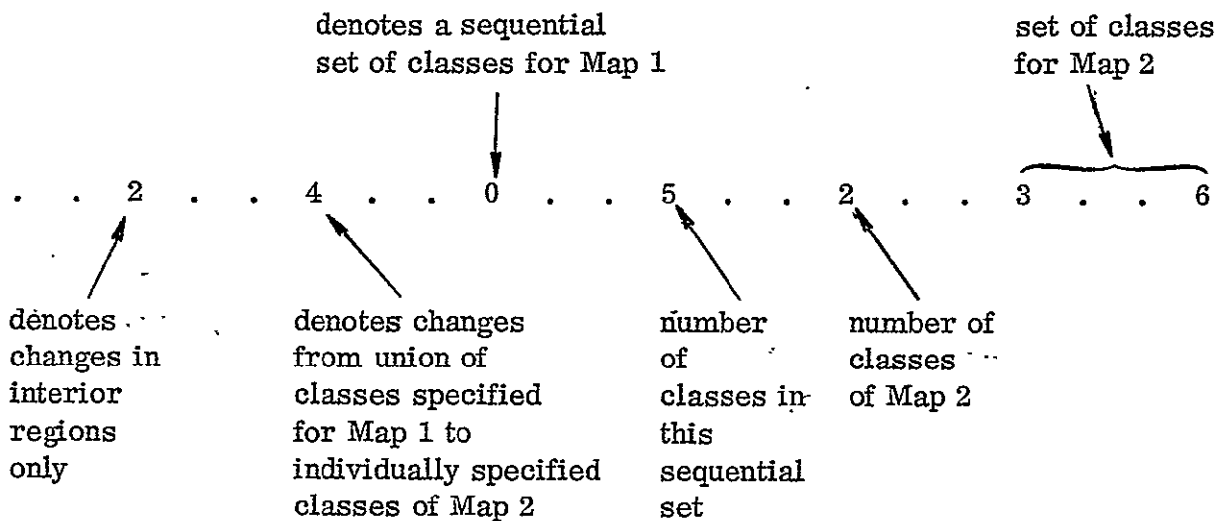 denotes a sequential
set of classes for Map 1
set of classes
for Map 2
. . 2 . . 4 . . 0 . . 5 . . 2 . . 3 . . 6
denotes
changes in
interior
regions
only
denotes changes
from union of
classes specified
for Map 1 to
individually specified
classes of Map 2
number
of
classes in
this
sequential
set
number of
classes
of Map 2